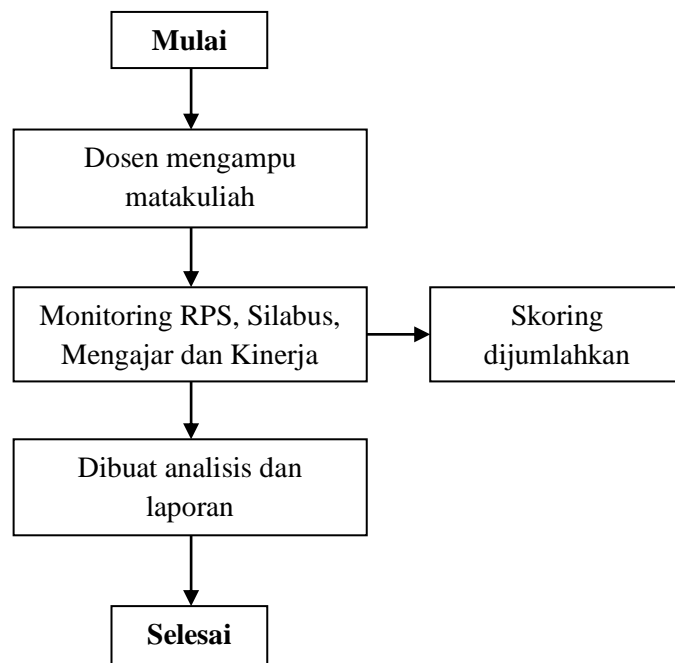 Mulai
Dosen mengampu
matakuliah
Monitoring RPS, Silabus,
Mengajar dan Kinerja
Skoring
dijumlahkan
Dibuat analisis dan
laporan
Selesai